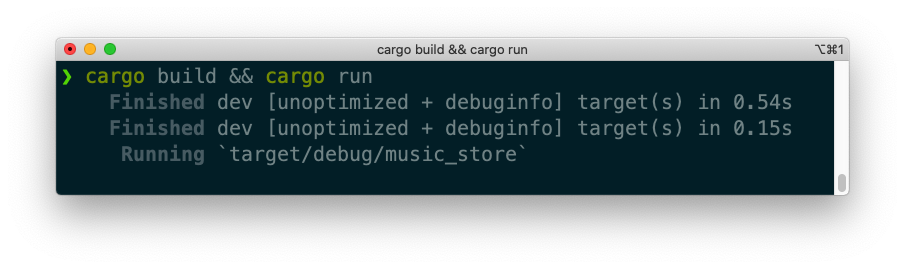 cargo build && cargo run
⌥⌘1
❯ cargo build && cargo run
Finished dev [unoptimized + debuginfo] target(s) in 0.54s
Finished dev [unoptimized + debuginfo] target(s) in 0.15s
Running `target/debug/music_store`